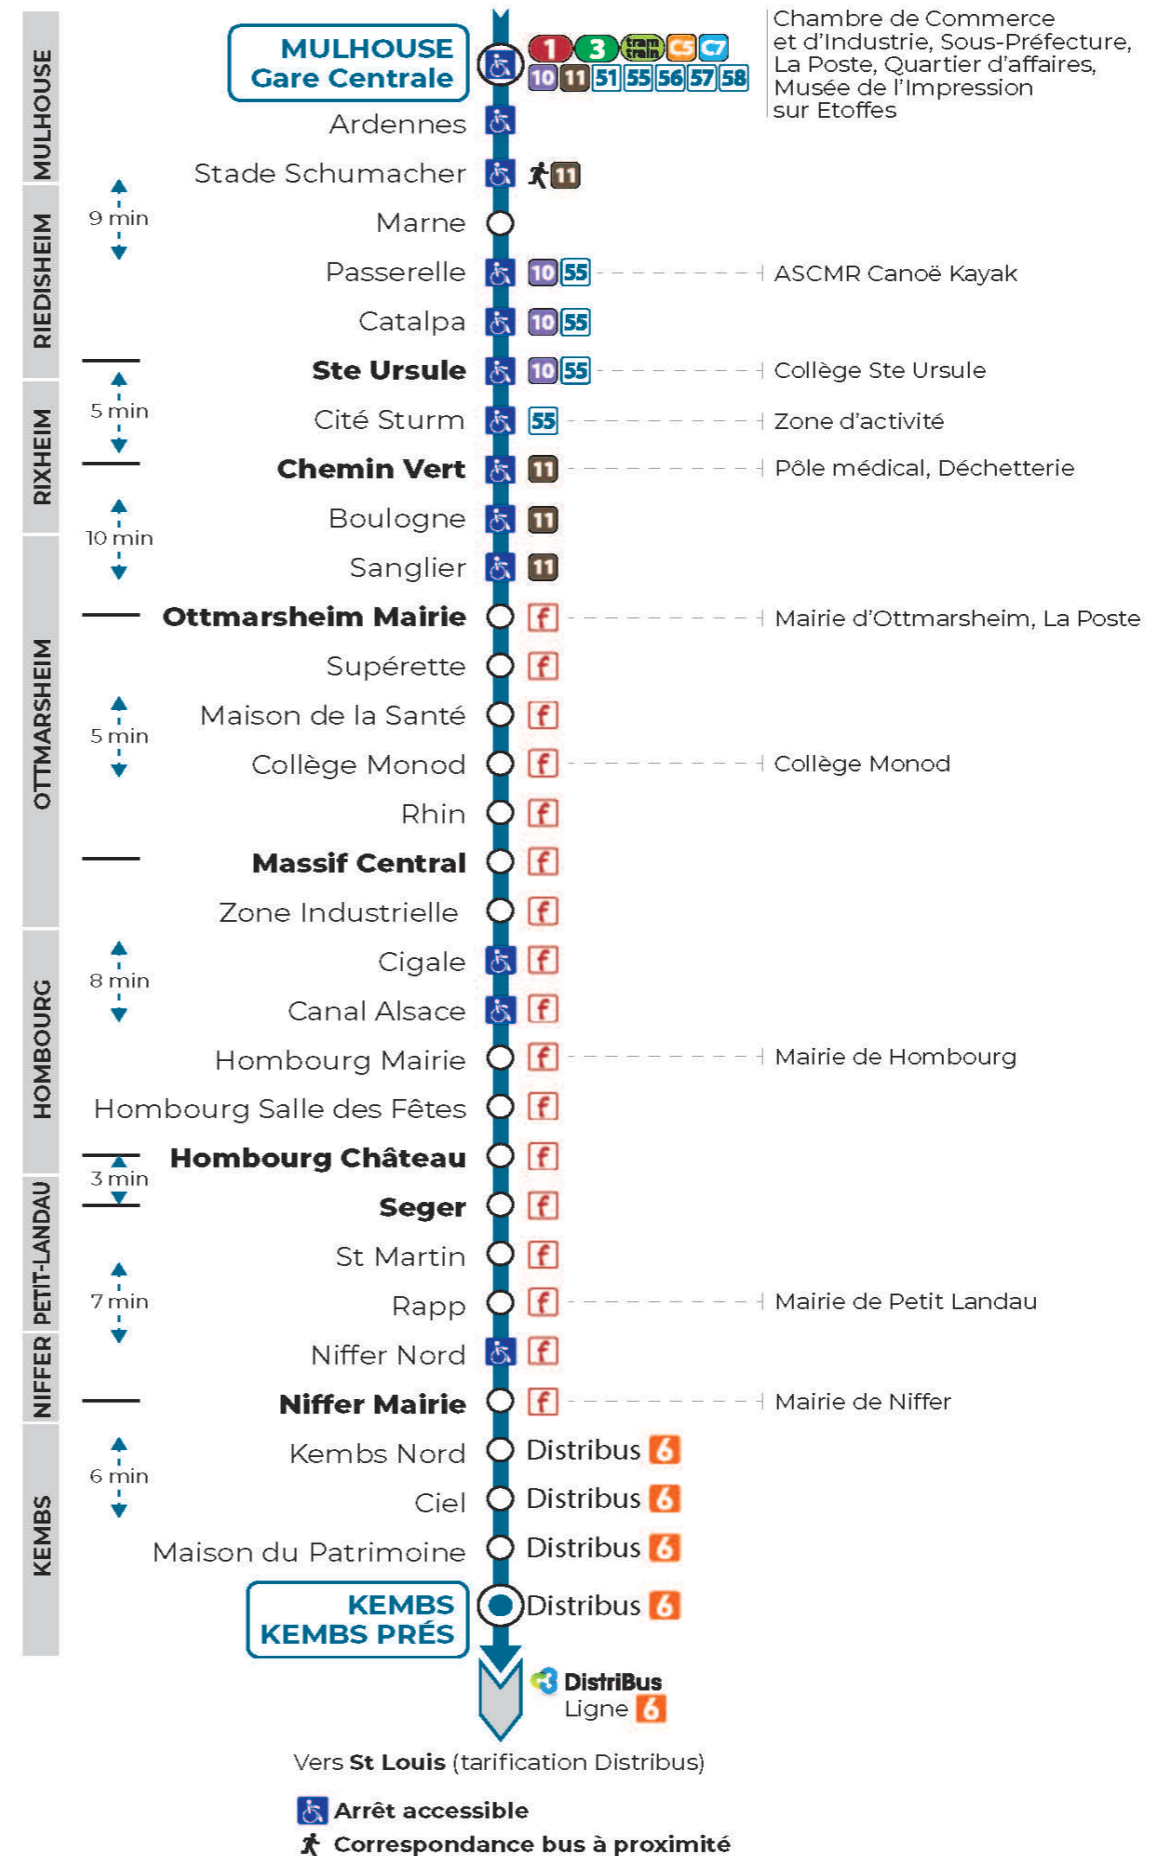 MULHOUSE
Gare Centrale
1 3 tram train C5 C7
10 11 51 55 56 57 58
Chambre de Commerce
et d'Industrie, Sous-Préfecture,
La Poste, Quartier d'affaires,
Musée de l'Impression
sur Etoffes
MULHOUSE
Ardennes
Stade Schumacher 11
RIEDISHEIM
9 min
Marne
Passerelle 10 55 ASCMR Canoë Kayak
Catalpa 10 55
Ste Ursule 10 55 Collège Ste Ursule
RIXHEIM
5 min
Cité Sturm 55 Zone d'activité
Chemin Vert 11 Pôle médical, Déchetterie
Boulogne 11
10 min
Sanglier 11
OTTMARSHEIM
Ottmarsheim Mairie f Mairie d'Ottmarsheim, La Poste
Supérette f
Maison de la Santé f
5 min
Collège Monod f Collège Monod
Rhin f
Massif Central f
Zone Industrielle f
HOMBOURG
Cigale f
8 min
Canal Alsace f
Hombourg Mairie f Mairie de Hombourg
Hombourg Salle des Fêtes f
Hombourg Château f
3 min
PETIT-LANDAU
Seger f
St Martin f
7 min
Rapp f Mairie de Petit Landau
NIFFER
Niffer Nord f
Niffer Mairie f Mairie de Niffer
KEMBS
Kembs Nord Distribus 6
6 min
Ciel Distribus 6
Maison du Patrimoine Distribus 6
KEMBS
KEMBS PRÉS
Distribus 6
DistriBus
Ligne 6
Vers St Louis (tarification Distribus)
Arrêt accessible
Correspondance bus à proximité